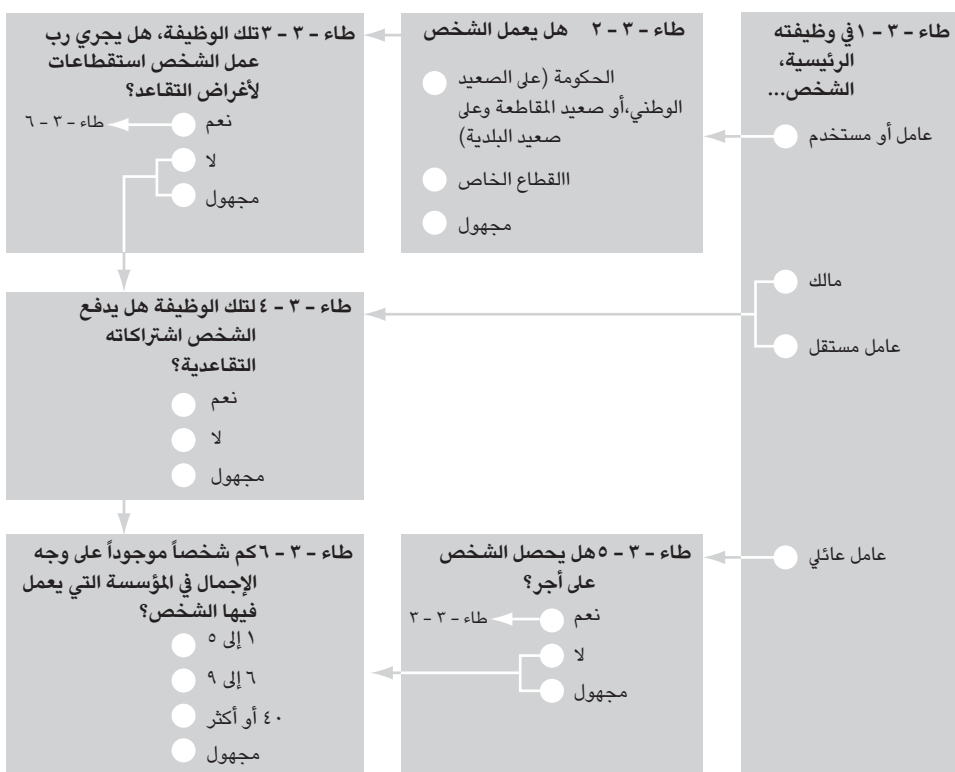 طاء – ٣ – ١ في وظيفته
الرئيسية،
الشخص...
عامل أو مستخدم
مالك
عامل مستقل
عامل عائلي
طاء – ٣ – ٢ هل يعمل الشخص
الحكومة (على الصعيد
الوطني،أو صعيد المقاطعة وعلى
صعيد البلدية)
االقطاع الخاص
مجهول
طاء – ٣ – ٣ تلك الوظيفة، هل يجري رب
عمل الشخص استقطاعات
لأغراض التقاعد؟
نعم طاء – ٣ – ٦
لا
مجهول
طاء – ٣ – ٤ لتلك الوظيفة هل يدفع
الشخص اشتراكاته
التقاعدية؟
نعم
لا
مجهول
طاء – ٣ – ٥ هل يحصل الشخص
على أجر؟
نعم طاء – ٣ – ٣
لا
مجهول
طاء – ٣ – ٦ كم شخصاً موجوداً على وجه
الإجمال في المؤسسة التي يعمل
فيها الشخص؟
١ إلى ٥
٦ إلى ٩
٤٠ أو أكثر
مجهول